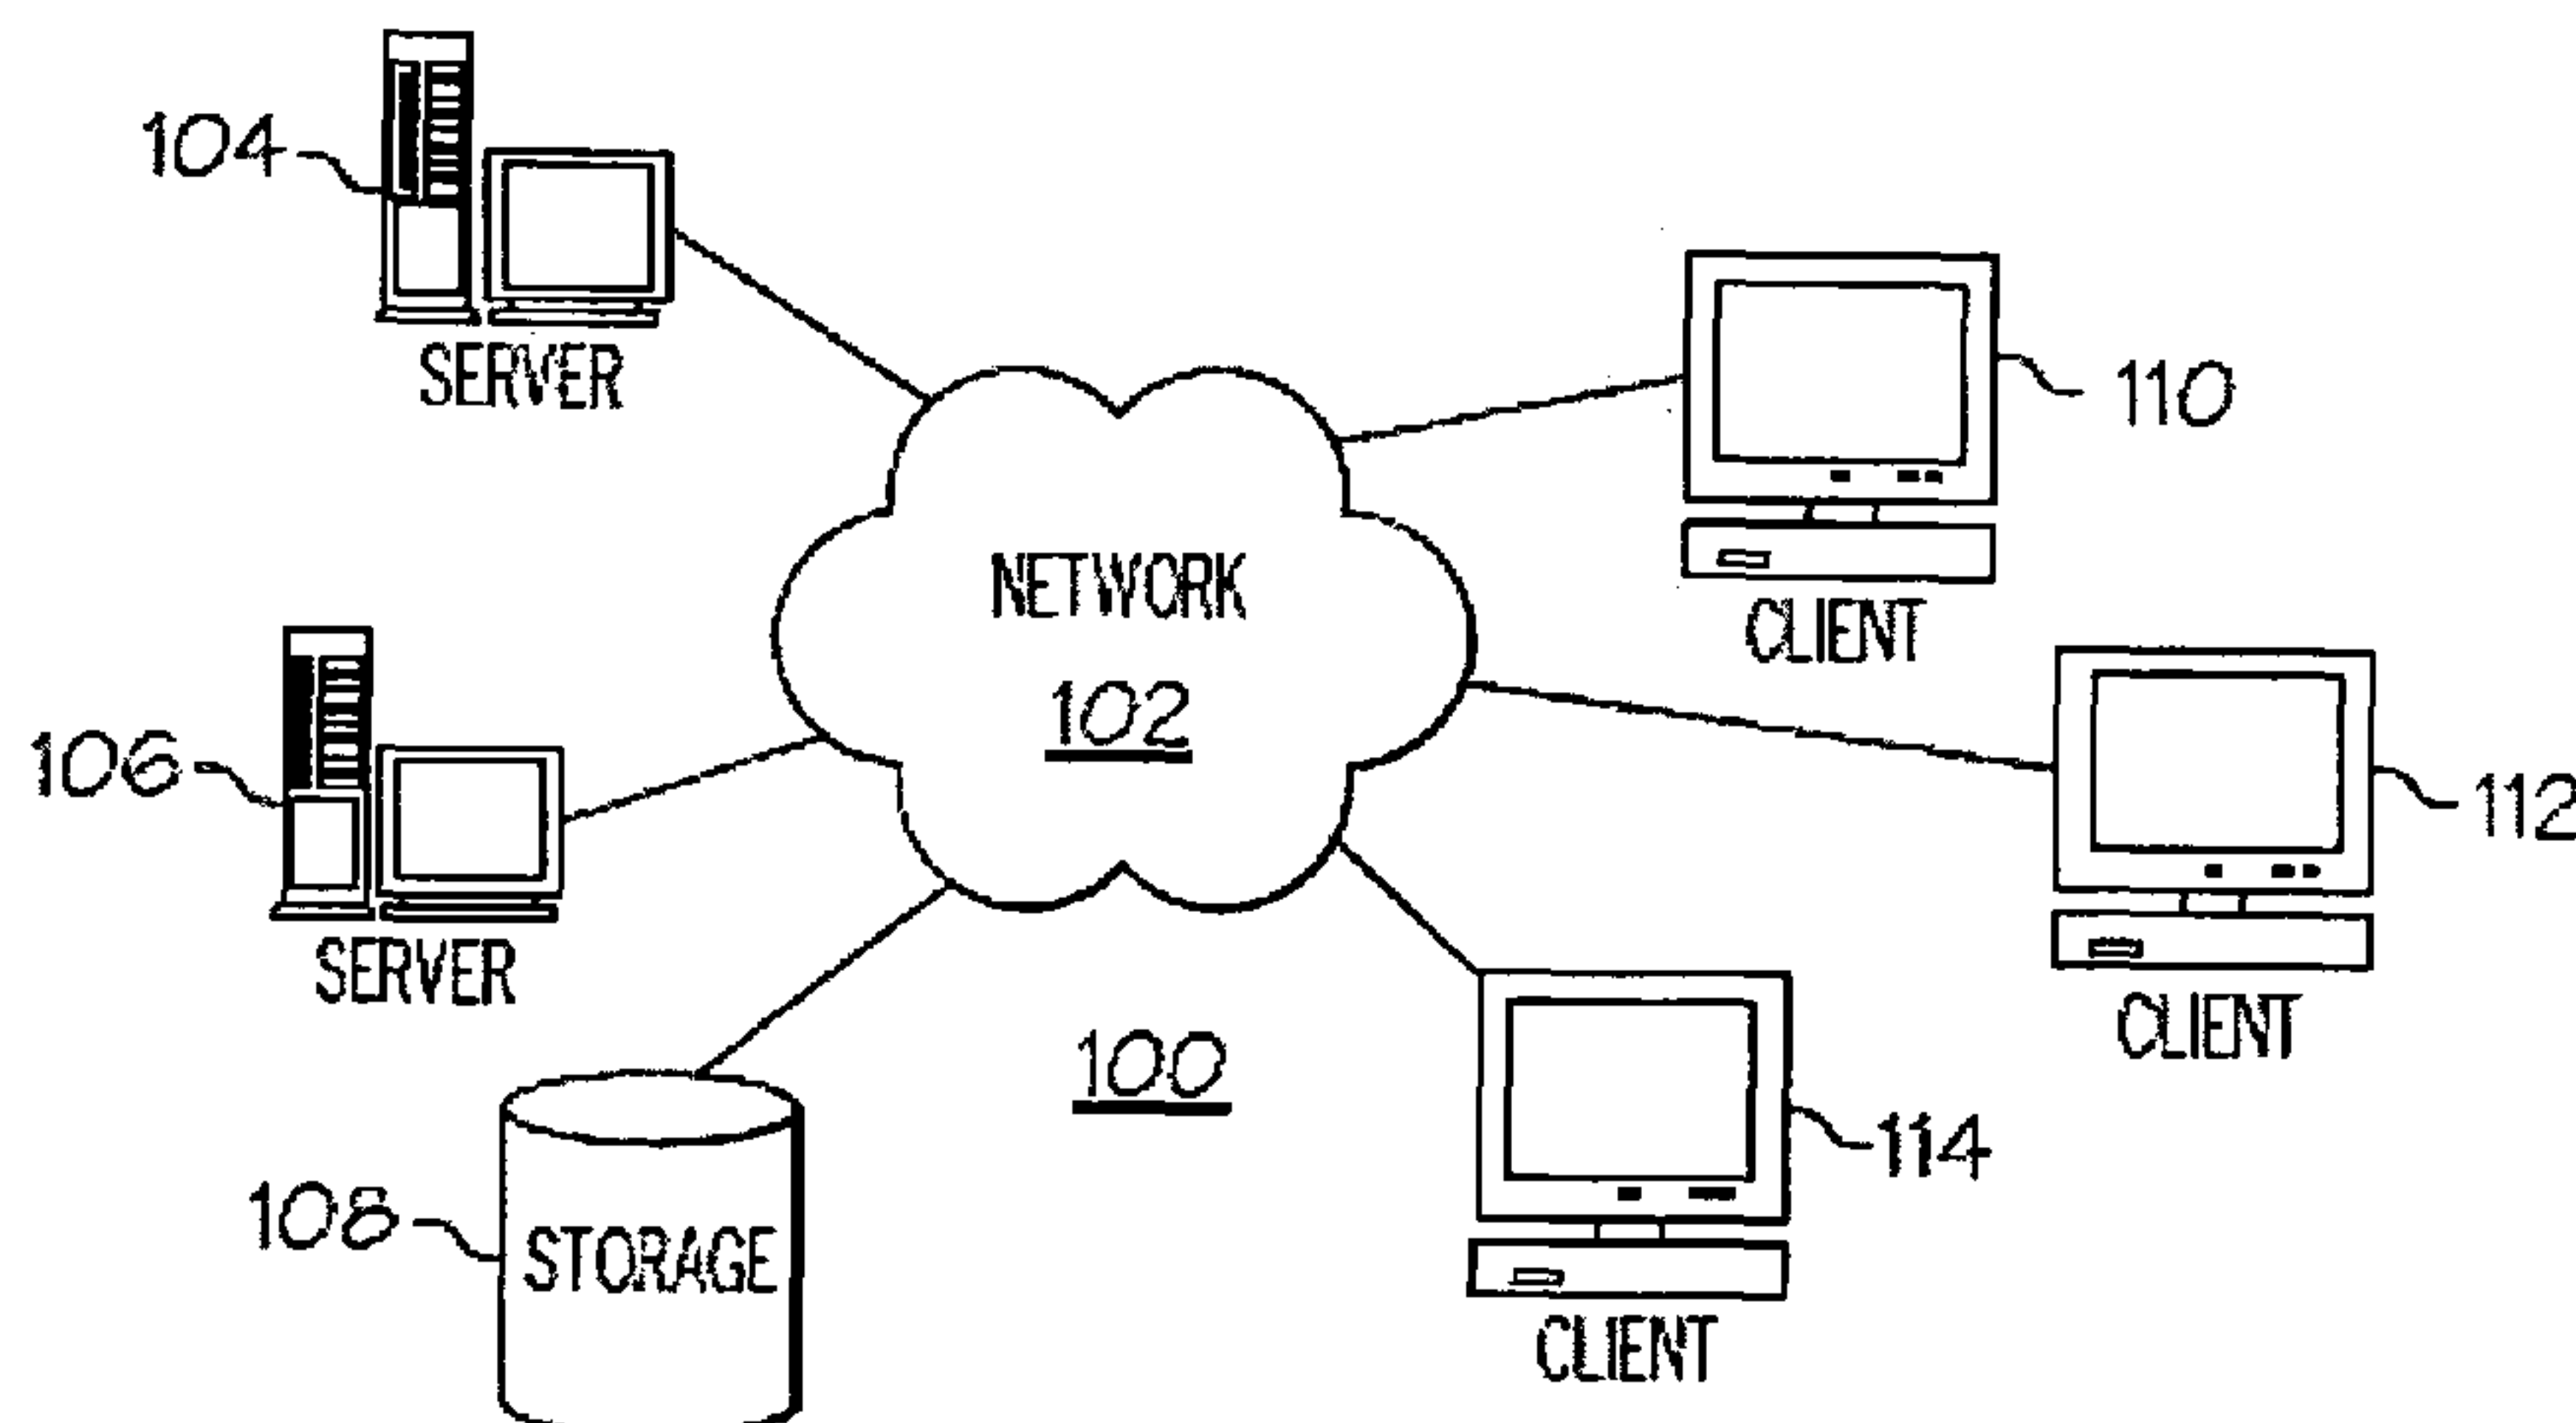 104
SERVER
110
NETWORK
102
CLIENT
106
112
SERVER
CLIENT
100
114
108
STORAGE
CLIENT